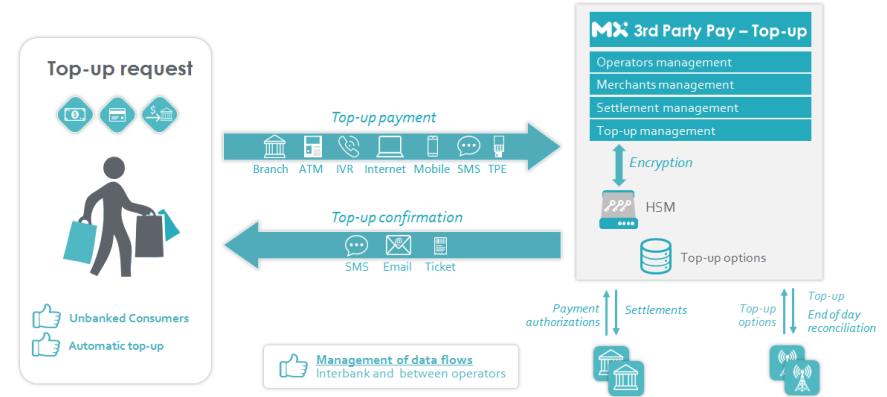 Top-up request
Unbanked Consumers
Automatic top-up
Top-up payment
Branch ATM IVR Internet Mobile SMS TPE
Top-up confirmation
SMS Email Ticket
Management of data flows
Interbank and between operators
MX 3rd Party Pay – Top-up
Operators management
Merchants management
Settlement management
Top-up management
Encryption
HSM
Top-up options
Payment
authorizations
Settlements
Top-up
options
Top-up
End of day
reconciliation